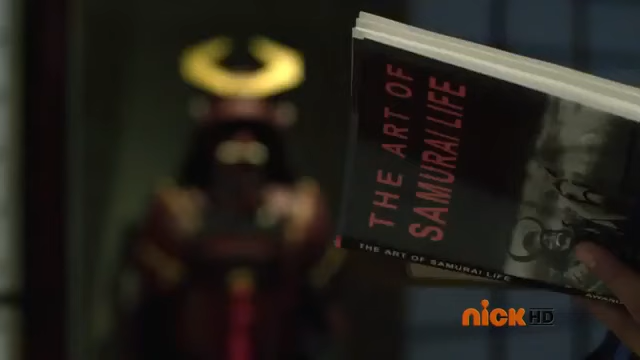 THE ART OF
SAMURAI LIFE
THE ART OF SAMURAI LIFE
nick HD